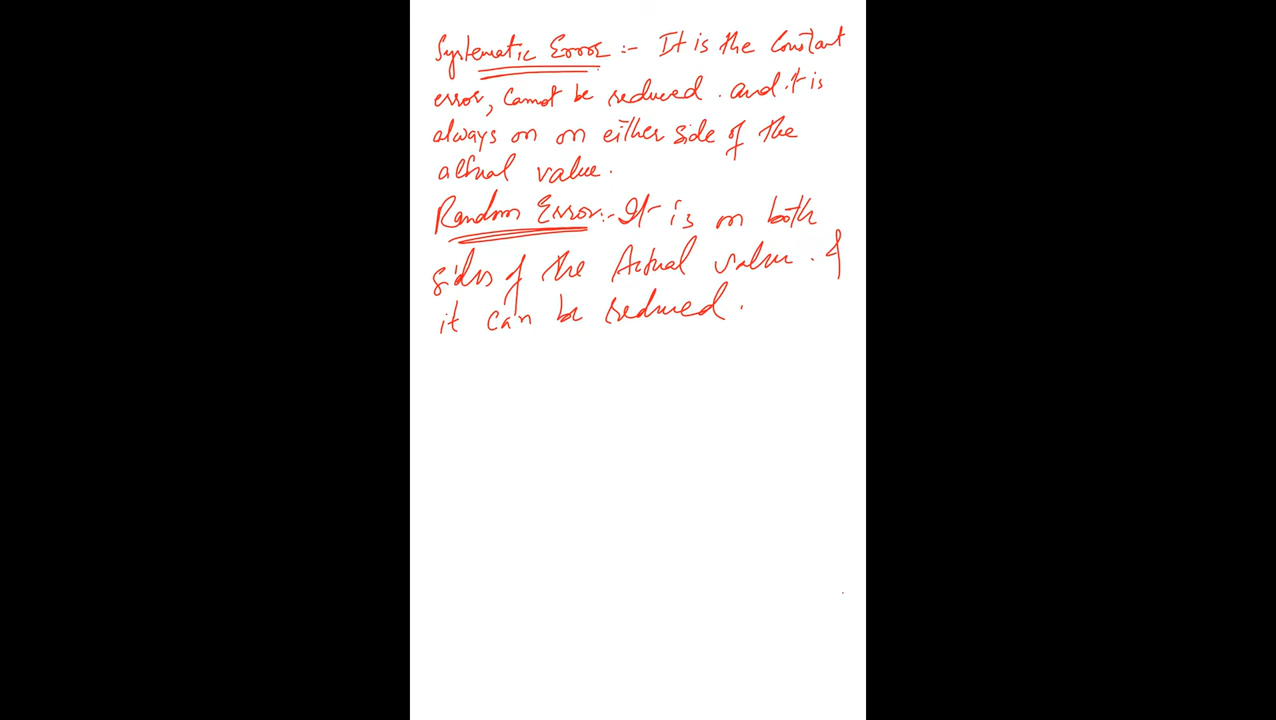 Systematic Error :- It is the Constant
error, Cannot be reduced. and it is
always on on either side of the
actual value.
Random Error:- It is on both
sides of the Actual value. &
it can be reduced.